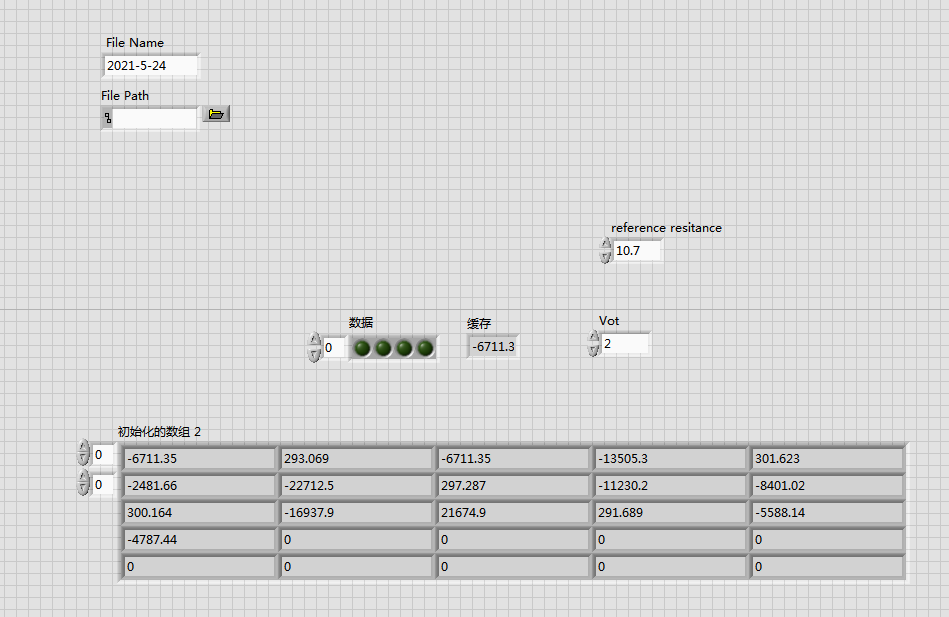 File Name
2021-5-24
File Path
reference resitance
10.7
数据
缓存
Vot
0
-6711.3
2
初始化的数组 2
0
-6711.35 293.069 -6711.35 -13505.3 301.623
0
-2481.66 -22712.5 297.287 -11230.2 -8401.02
300.164 -16937.9 21674.9 291.689 -5588.14
-4787.44 0 0 0 0
0 0 0 0 0